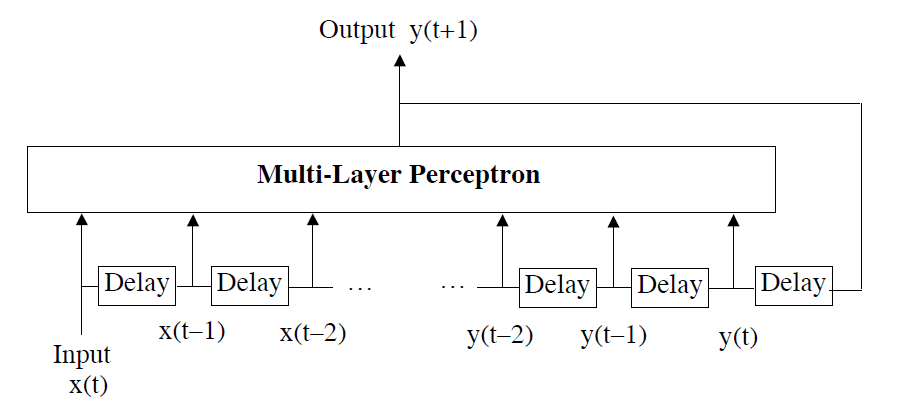 Output y(t+1)
Multi-Layer Perceptron
Delay Delay ... ... Delay Delay Delay
x(t–1) x(t–2) y(t–2) y(t–1) y(t)
Input
x(t)